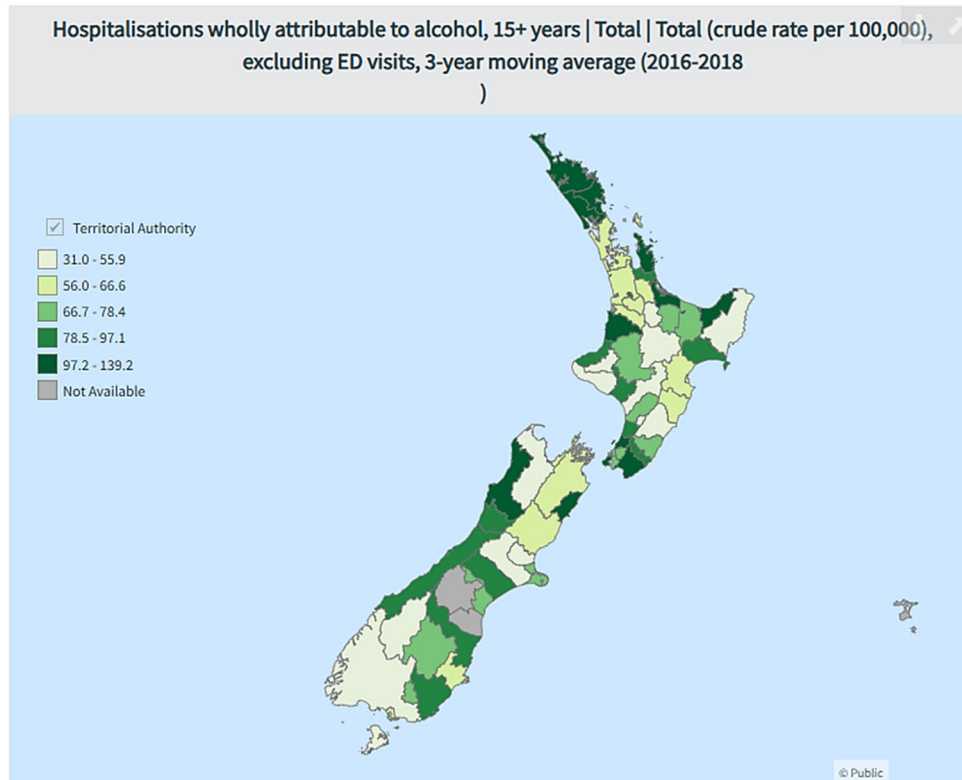 Hospitalisations wholly attributable to alcohol, 15+ years | Total | Total (crude rate per 100,000),
excluding ED visits, 3-year moving average (2016-2018
)
Territorial Authority
31.0 - 55.9
56.0 - 66.6
66.7 - 78.4
78.5 - 97.1
97.2 - 139.2
Not Available
© Public